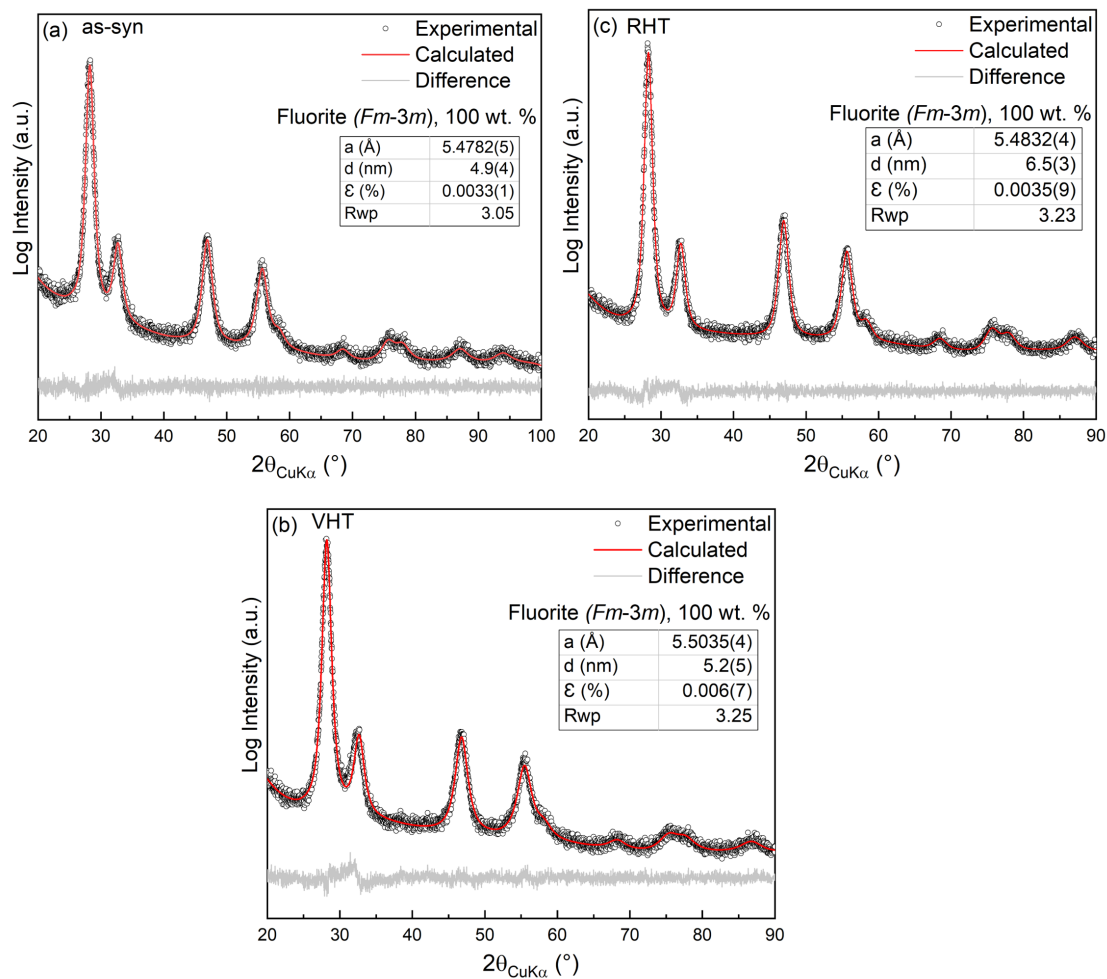 (a) as-syn
Experimental
Calculated
Difference
Fluorite (Fm-3m), 100 wt. %
a (Å) 5.4782(5)
d (nm) 4.9(4)
Ɛ (%) 0.0033(1)
Rwp 3.05
Log Intensity (a.u.)
20 30 40 50 60 70 80 90 100
2θCuKα (°)
(c) RHT
Experimental
Calculated
Difference
Fluorite (Fm-3m), 100 wt. %
a (Å) 5.4832(4)
d (nm) 6.5(3)
Ɛ (%) 0.0035(9)
Rwp 3.23
Log Intensity (a.u.)
20 30 40 50 60 70 80 90
2θCuKα (°)
(b) VHT
Experimental
Calculated
Difference
Fluorite (Fm-3m), 100 wt. %
a (Å) 5.5035(4)
d (nm) 5.2(5)
Ɛ (%) 0.006(7)
Rwp 3.25
Log Intensity (a.u.)
20 30 40 50 60 70 80 90
2θCuKα (°)